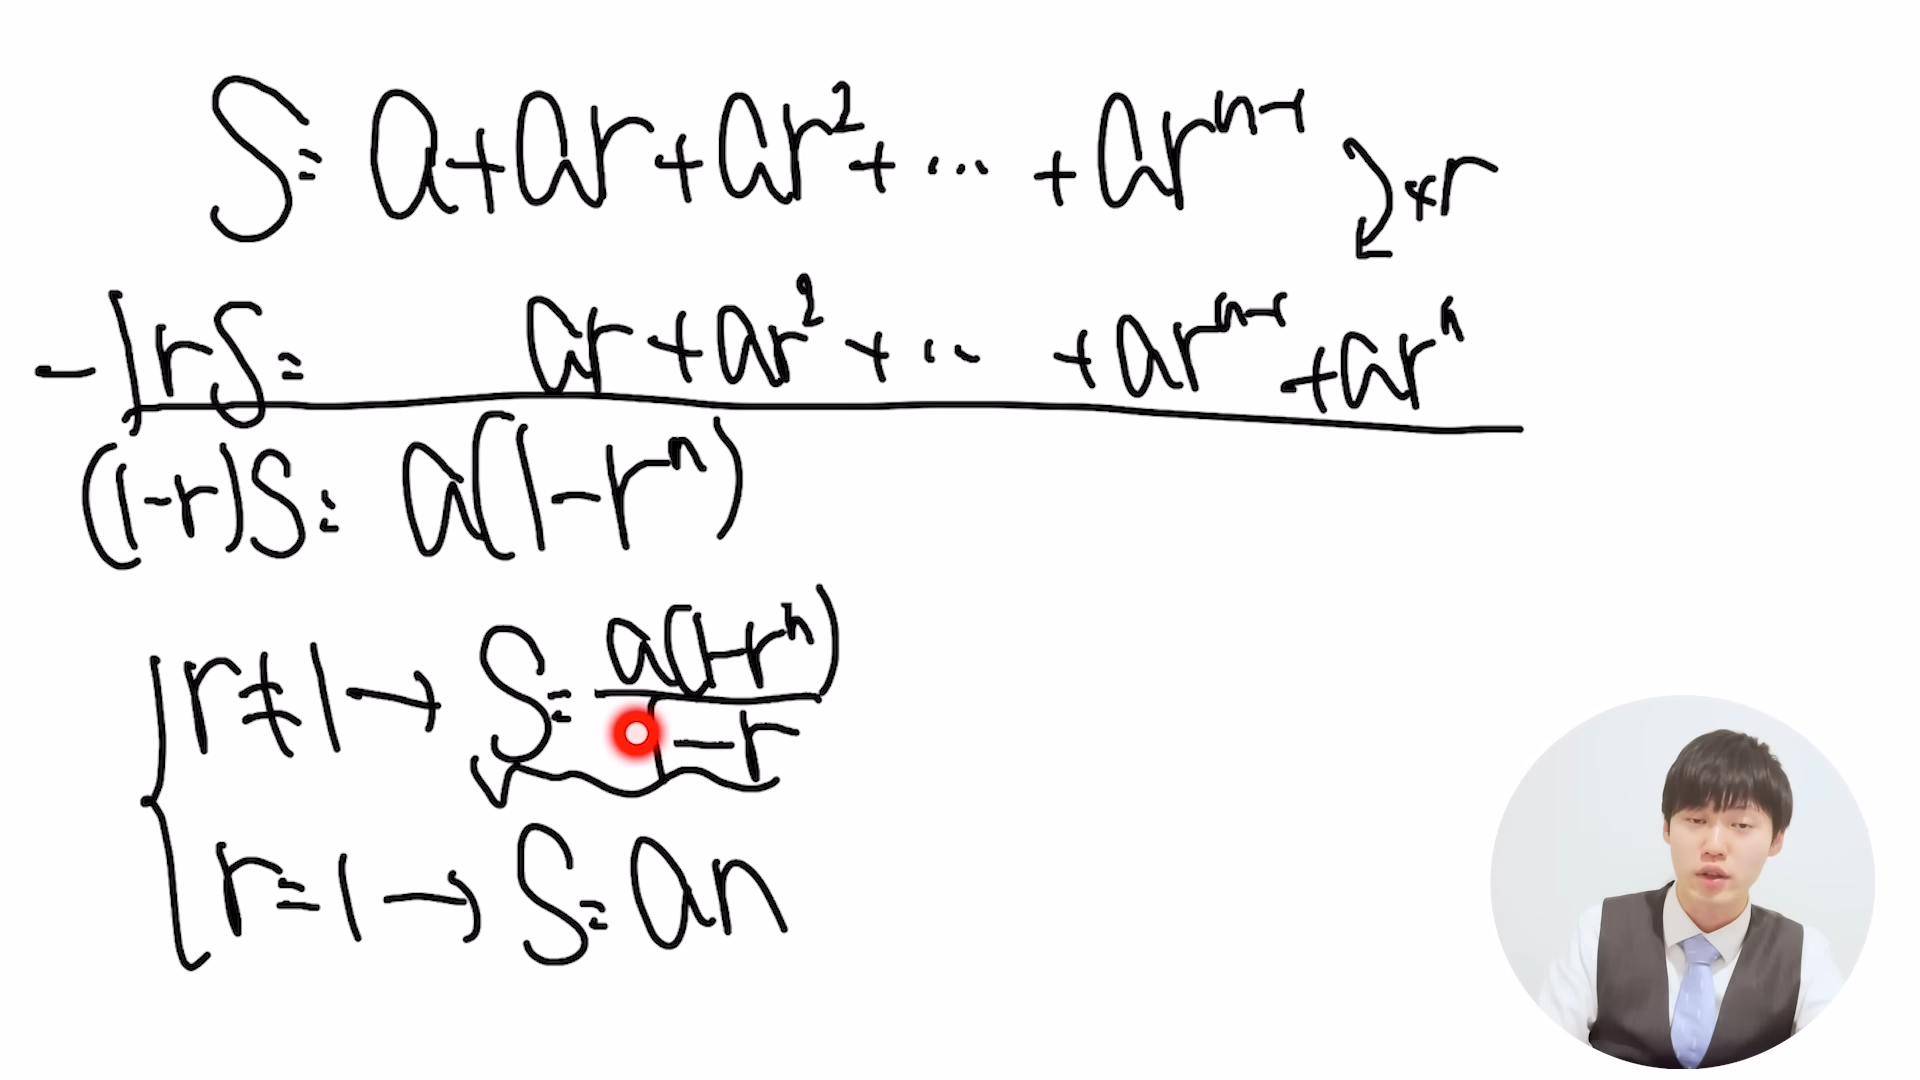 S = a + ar + ar² + ··· + arⁿ⁻¹
×r
- | rS = ar + ar² + ··· + arⁿ⁻¹ + arⁿ
(1-r)S = a(1-rⁿ)
r ≠ 1 → S = a(1-rⁿ) / 1-r
r = 1 → S = an